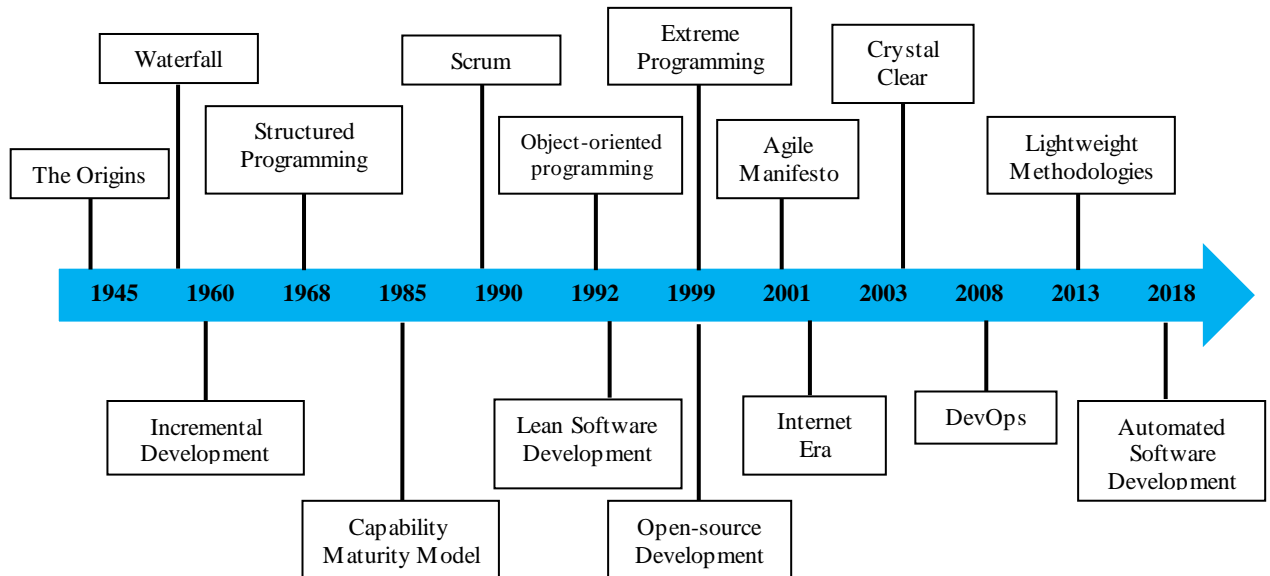 Extreme
Programming
Crystal
Clear
Waterfall
Scrum
Structured
Programming
Object-oriented
programming
Agile
Manifesto
Lightweight
Methodologies
The Origins
1945 1960 1968 1985 1990 1992 1999 2001 2003 2008 2013 2018
Incremental
Development
Lean Software
Development
Internet
Era
DevOps
Automated
Software
Development
Capability
Maturity Model
Open-source
Development